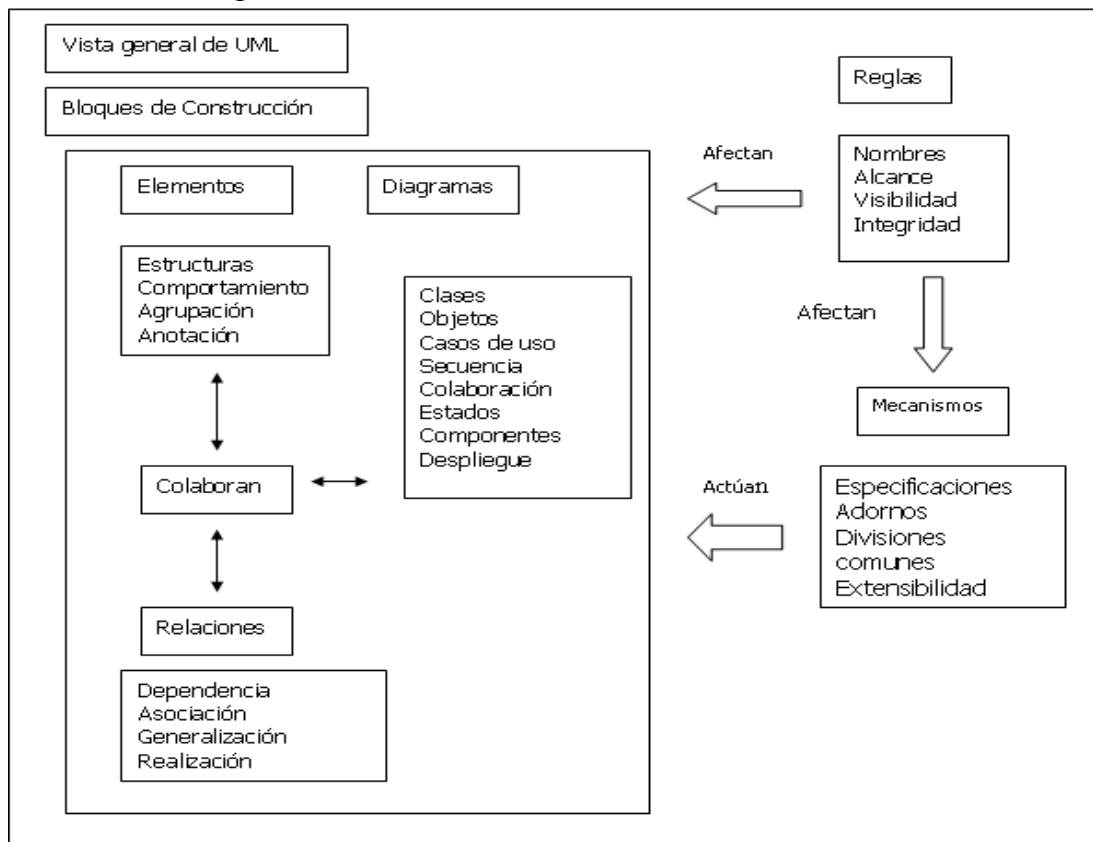 Vista general de UML
Bloques de Construcción
Elementos
Diagramas
Estructuras
Comportamiento
Agrupación
Anotación
Clases
Objetos
Casos de uso
Secuencia
Colaboración
Estados
Componentes
Despliegue
Colaboran
Relaciones
Dependencia
Asociación
Generalización
Realización
Reglas
Afectan
Nombres
Alcance
Visibilidad
Integridad
Afectan
Mecanismos
Actúan
Especificaciones
Adornos
Divisiones
comunes
Extensibilidad